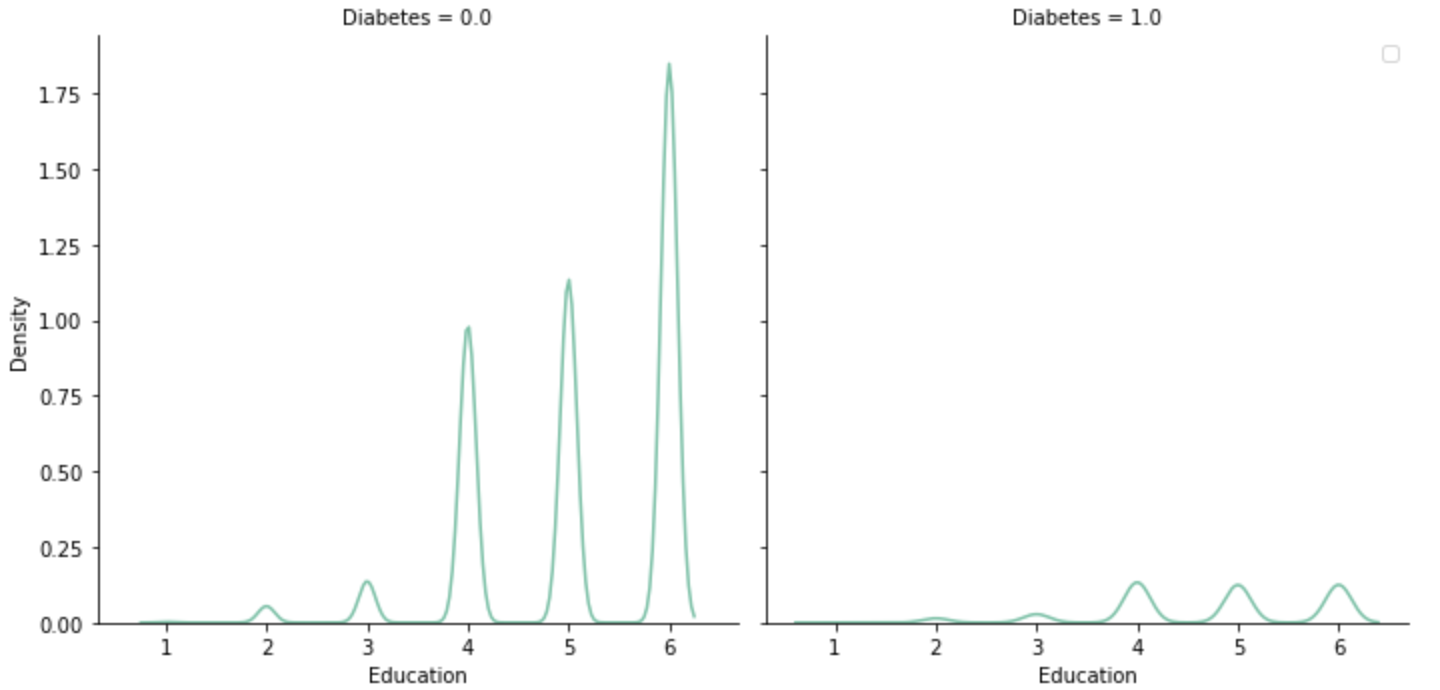 Diabetes = 0.0
Diabetes = 1.0
Density
1.75
1.50
1.25
1.00
0.75
0.50
0.25
0.00
1 2 3 4 5 6
Education
1 2 3 4 5 6
Education